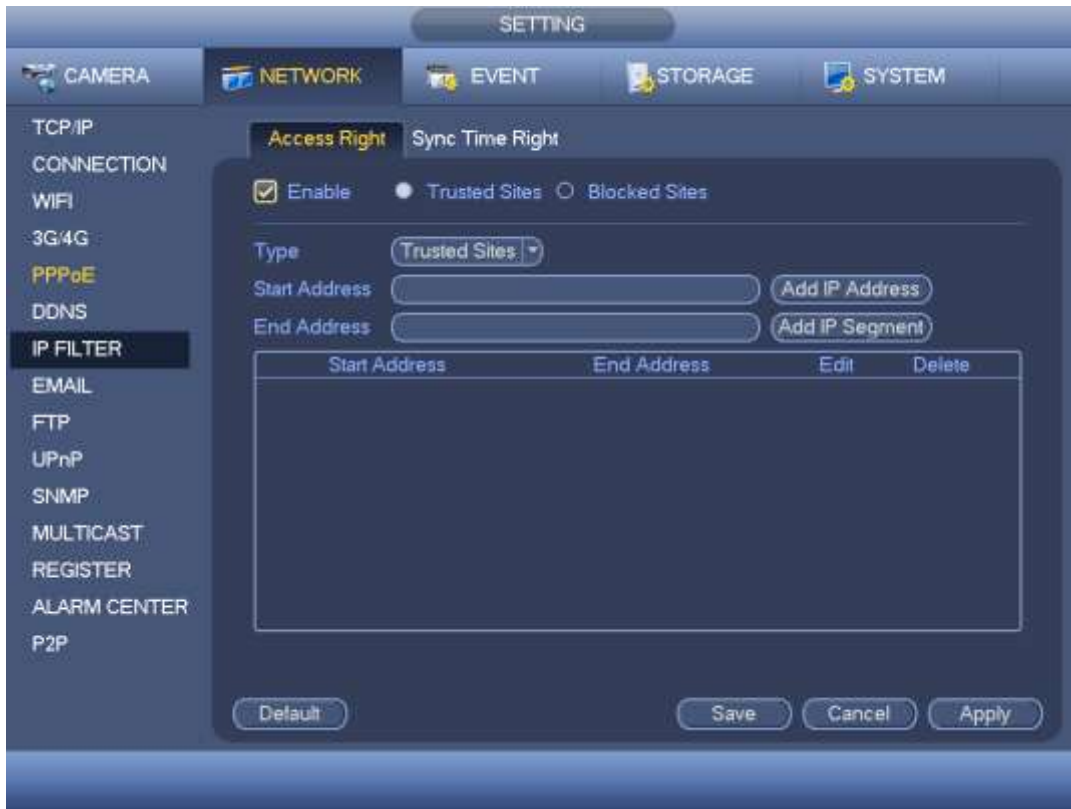 SETTING
CAMERA NETWORK EVENT STORAGE SYSTEM
TCP/IP
CONNECTION
WIFI
3G/4G
PPPoE
DDNS
IP FILTER
EMAIL
FTP
UPnP
SNMP
MULTICAST
REGISTER
ALARM CENTER
P2P
Access Right Sync Time Right
Enable Trusted Sites Blocked Sites
Type Trusted Sites
Start Address Add IP Address
End Address Add IP Segment
Start Address End Address Edit Delete
Default Save Cancel Apply